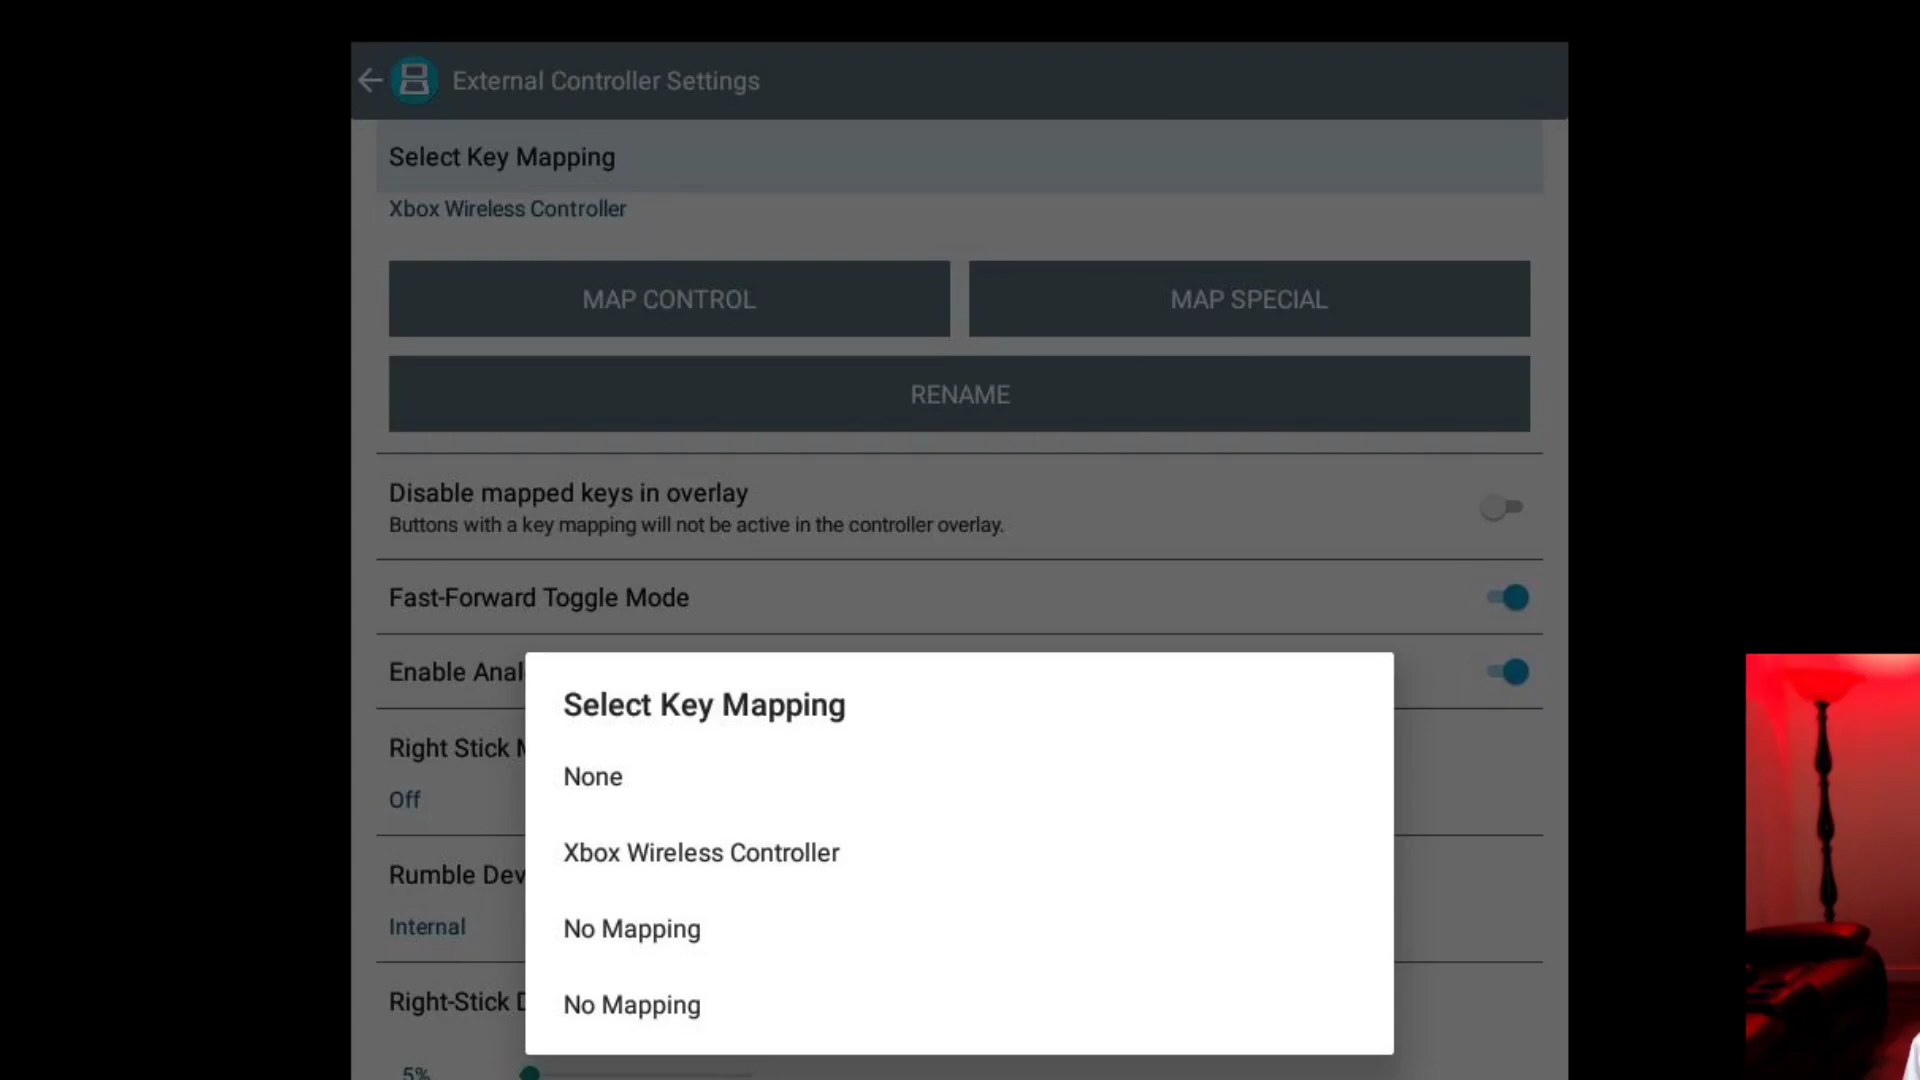 External Controller Settings
Select Key Mapping
Xbox Wireless Controller
MAP CONTROL
MAP SPECIAL
RENAME
Disable mapped keys in overlay
Buttons with a key mapping will not be active in the controller overlay.
Fast-Forward Toggle Mode
Enable Anal
Right Stick
Off
Rumble Dev
Internal
Right-Stick
5%
Select Key Mapping
None
Xbox Wireless Controller
No Mapping
No Mapping